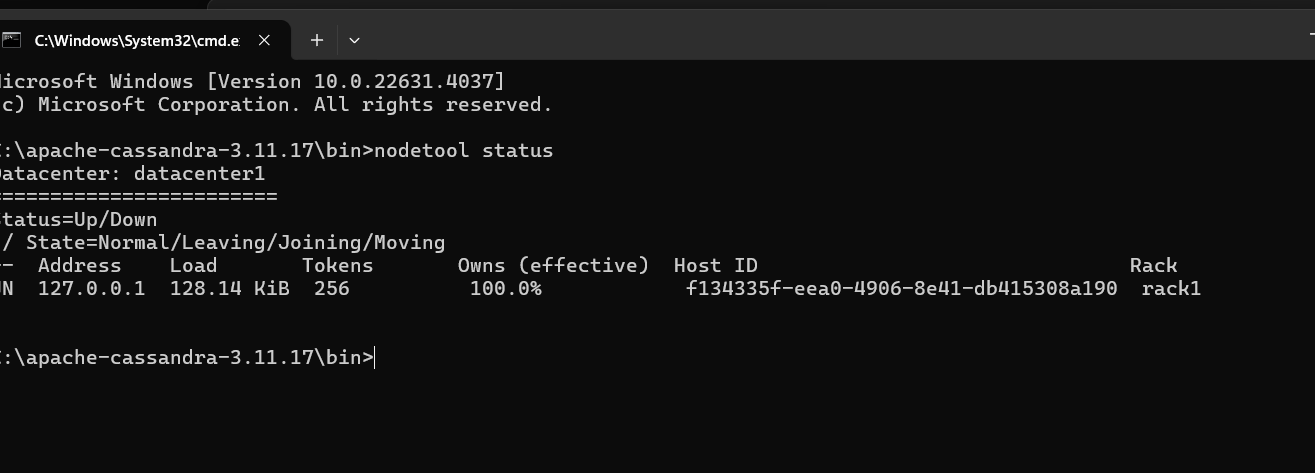 C:\Windows\System32\cmd.e
icrosoft Windows [Version 10.0.22631.4037]
c) Microsoft Corporation. All rights reserved.
:\apache-cassandra-3.11.17\bin>nodetool status
atacenter: datacenter1
=======================
tatus=Up/Down
/ State=Normal/Leaving/Joining/Moving
-- Address Load Tokens Owns (effective) Host ID Rack
UN 127.0.0.1 128.14 KiB 256 100.0% f134335f-eea0-4906-8e41-db415308a190 rack1
:\apache-cassandra-3.11.17\bin>